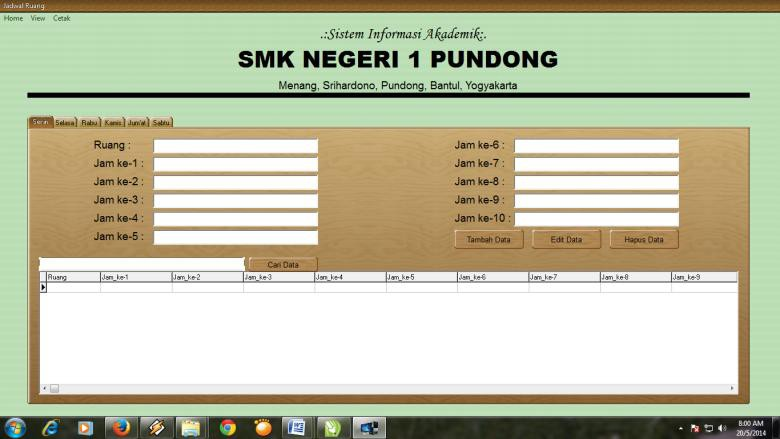 Jadwal Ruang
Home View Cetak
.:Sistem Informasi Akademik:.
SMK NEGERI 1 PUNDONG
Menang, Srihardono, Pundong, Bantul, Yogyakarta
Senin Selasa Rabu Kamis Jum'at Sabtu
Ruang :
Jam ke-1 :
Jam ke-2 :
Jam ke-3 :
Jam ke-4 :
Jam ke-5 :
Jam ke-6 :
Jam ke-7 :
Jam ke-8 :
Jam ke-9 :
Jam ke-10 :
Tambah Data Edit Data Hapus Data
Cari Data
Ruang Jam_ke-1 Jam_ke-2 Jam_ke-3 Jam_ke-4 Jam_ke-5 Jam_ke-6 Jam_ke-7 Jam_ke-8 Jam_ke-9
8:00 AM
20/5/2014